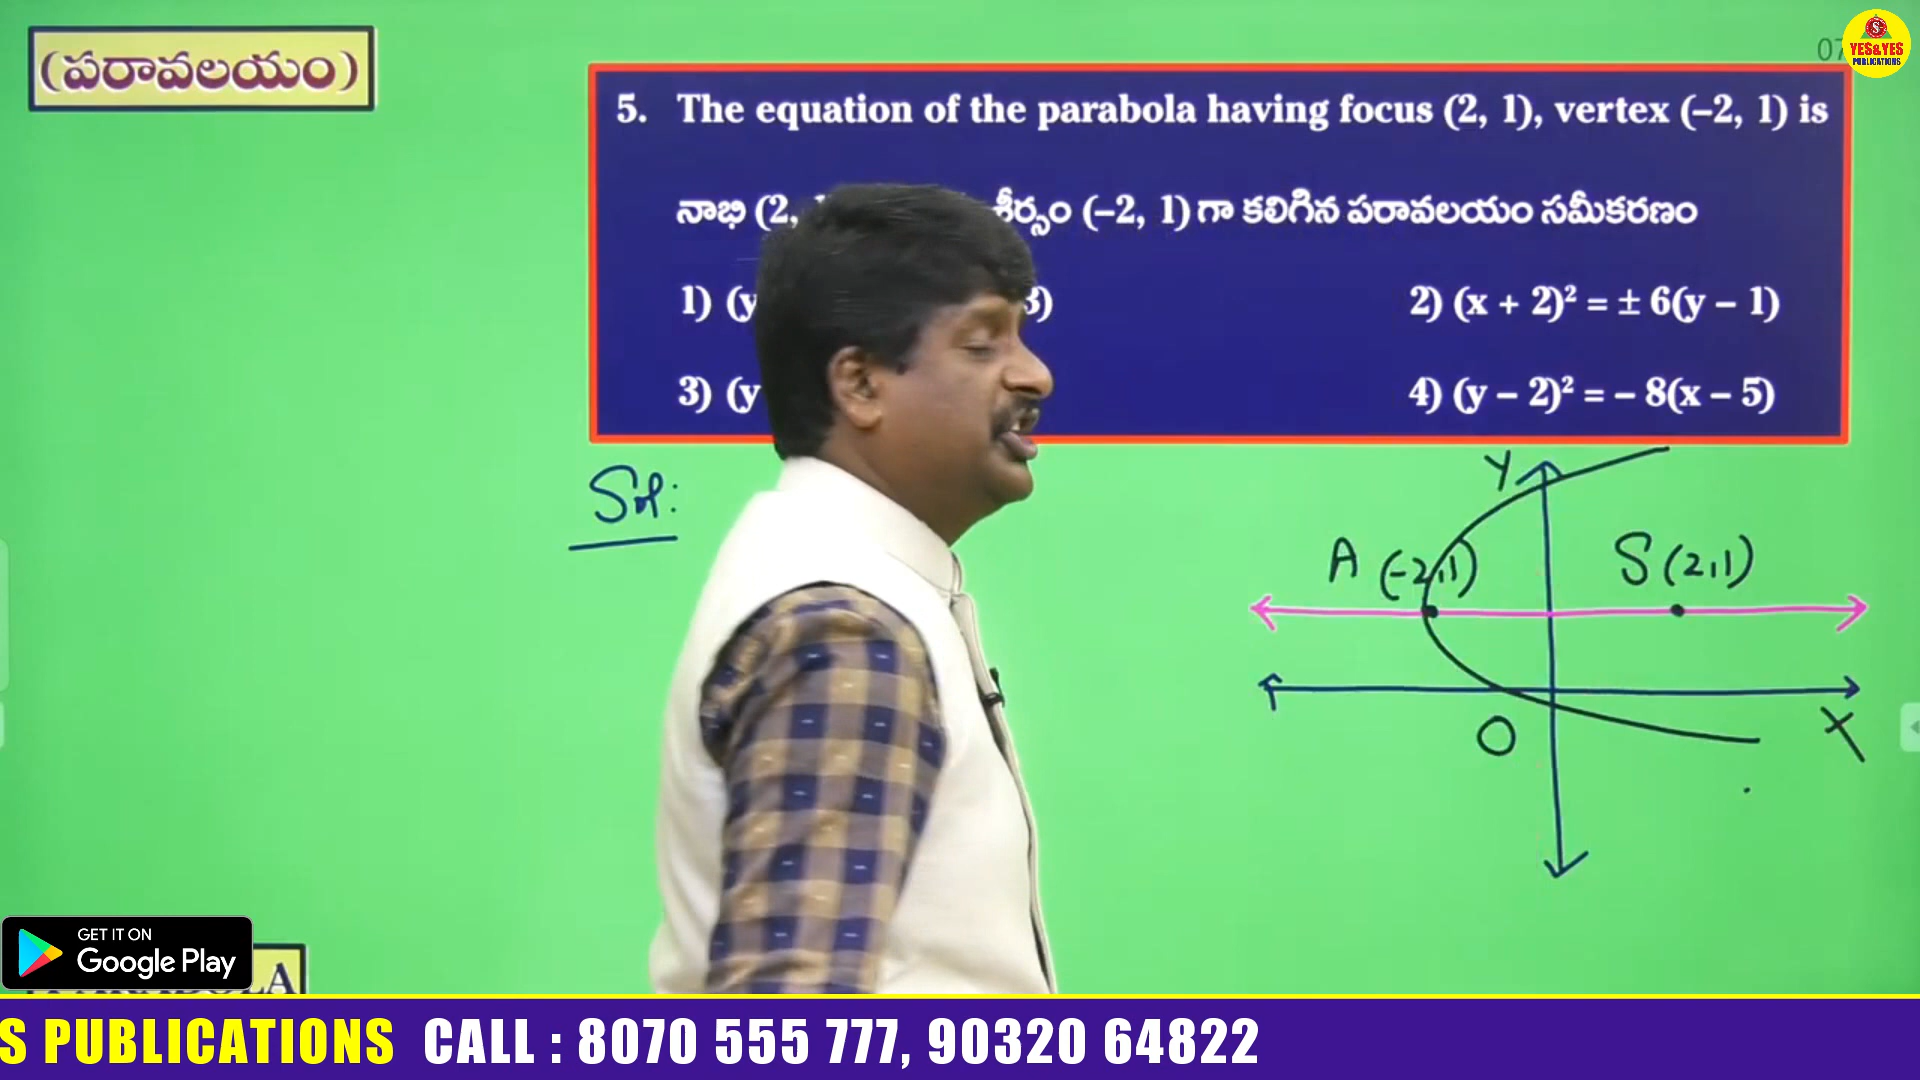 (పరావలయం)
07
YES&YES
PUBLICATIONS
5. The equation of the parabola having focus (2, 1), vertex (–2, 1) is
నాభి (2, శీర్షం (–2, 1) గా కలిగిన పరావలయం సమీకరణం
1) (y 3)
2) (x + 2)² = ± 6(y – 1)
3) (y
4) (y – 2)² = – 8(x – 5)
Sol:
Y
A (-2,1)
S (2,1)
O
X
GET IT ON
Google Play
S PUBLICATIONS CALL : 8070 555 777, 90320 64822